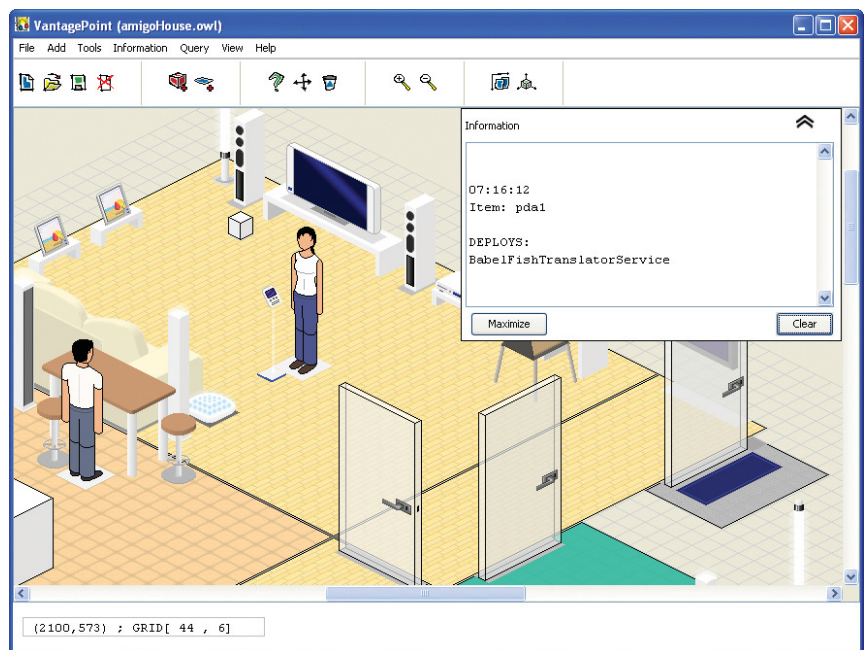 VantagePoint (amigoHouse.owl)
File Add Tools Information Query View Help
Information
07:16:12
Item: pda1
DEPLOYS:
BabelFishTranslatorService
Maximize Clear
(2100,573) ; GRID[ 44 , 6]